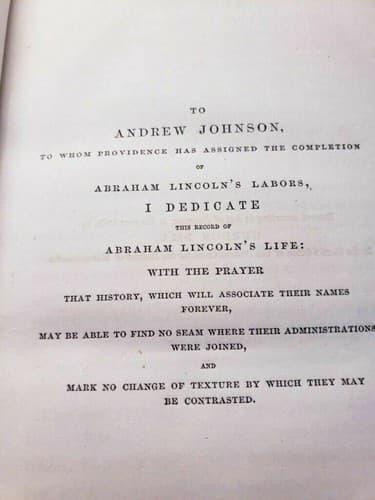 TO
ANDREW JOHNSON,
TO WHOM PROVIDENCE HAS ASSIGNED THE COMPLETION
OF
ABRAHAM LINCOLN'S LABORS,
I DEDICATE
THIS RECORD OF
ABRAHAM LINCOLN'S LIFE:
WITH THE PRAYER
THAT HISTORY, WHICH WILL ASSOCIATE THEIR NAMES
FOREVER,
MAY BE ABLE TO FIND NO SEAM WHERE THEIR ADMINISTRATIONS
WERE JOINED,
AND
MARK NO CHANGE OF TEXTURE BY WHICH THEY MAY
BE CONTRASTED.